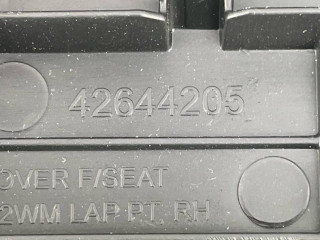 42644205
OVER F/SEAT
2WM LAP PT. RH